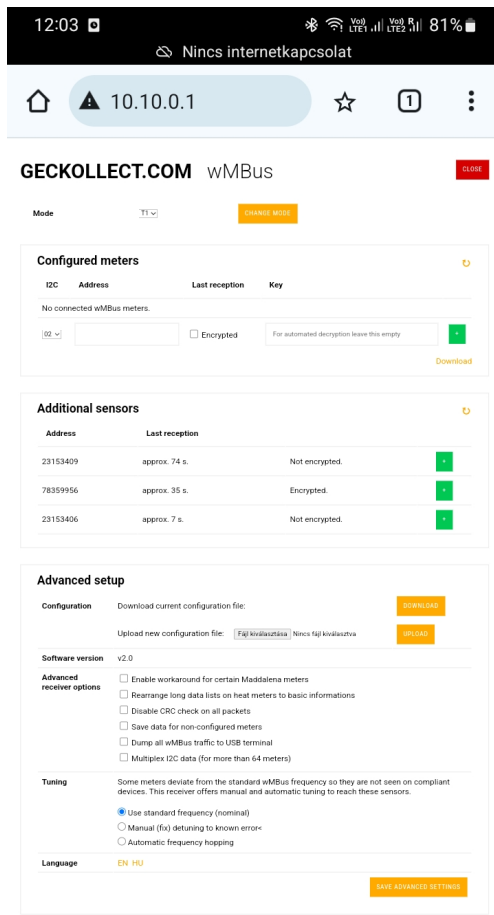 12:03 Vo)) LTE1 Vo)) R LTE2 81%
Nincs internetkapcsolat
10.10.0.1 1
GECKOLLECT.COM wMBus CLOSE
Mode T1 CHANGE MODE
Configured meters
I2C Address Last reception Key
No connected wMBus meters.
02 Encrypted For automated decryption leave this empty +
Download
Additional sensors
Address Last reception
23153409 approx. 74 s. Not encrypted. +
78359956 approx. 35 s. Encrypted. +
23153406 approx. 7 s. Not encrypted. +
Advanced setup
Configuration Download current configuration file: DOWNLOAD
Upload new configuration file: Fájl kiválasztása Nincs fájl kiválasztva UPLOAD
Software version v2.0
Advanced receiver options
Enable workaround for certain Maddalena meters
Rearrange long data lists on heat meters to basic informations
Disable CRC check on all packets
Save data for non-configured meters
Dump all wMBus traffic to USB terminal
Multiplex I2C data (for more than 64 meters)
Tuning Some meters deviate from the standard wMBus frequency so they are not seen on compliant
devices. This receiver offers manual and automatic tuning to reach these sensors.
Use standard frequency (nominal)
Manual (fix) detuning to known error<
Automatic frequency hopping
Language EN HU
SAVE ADVANCED SETTINGS